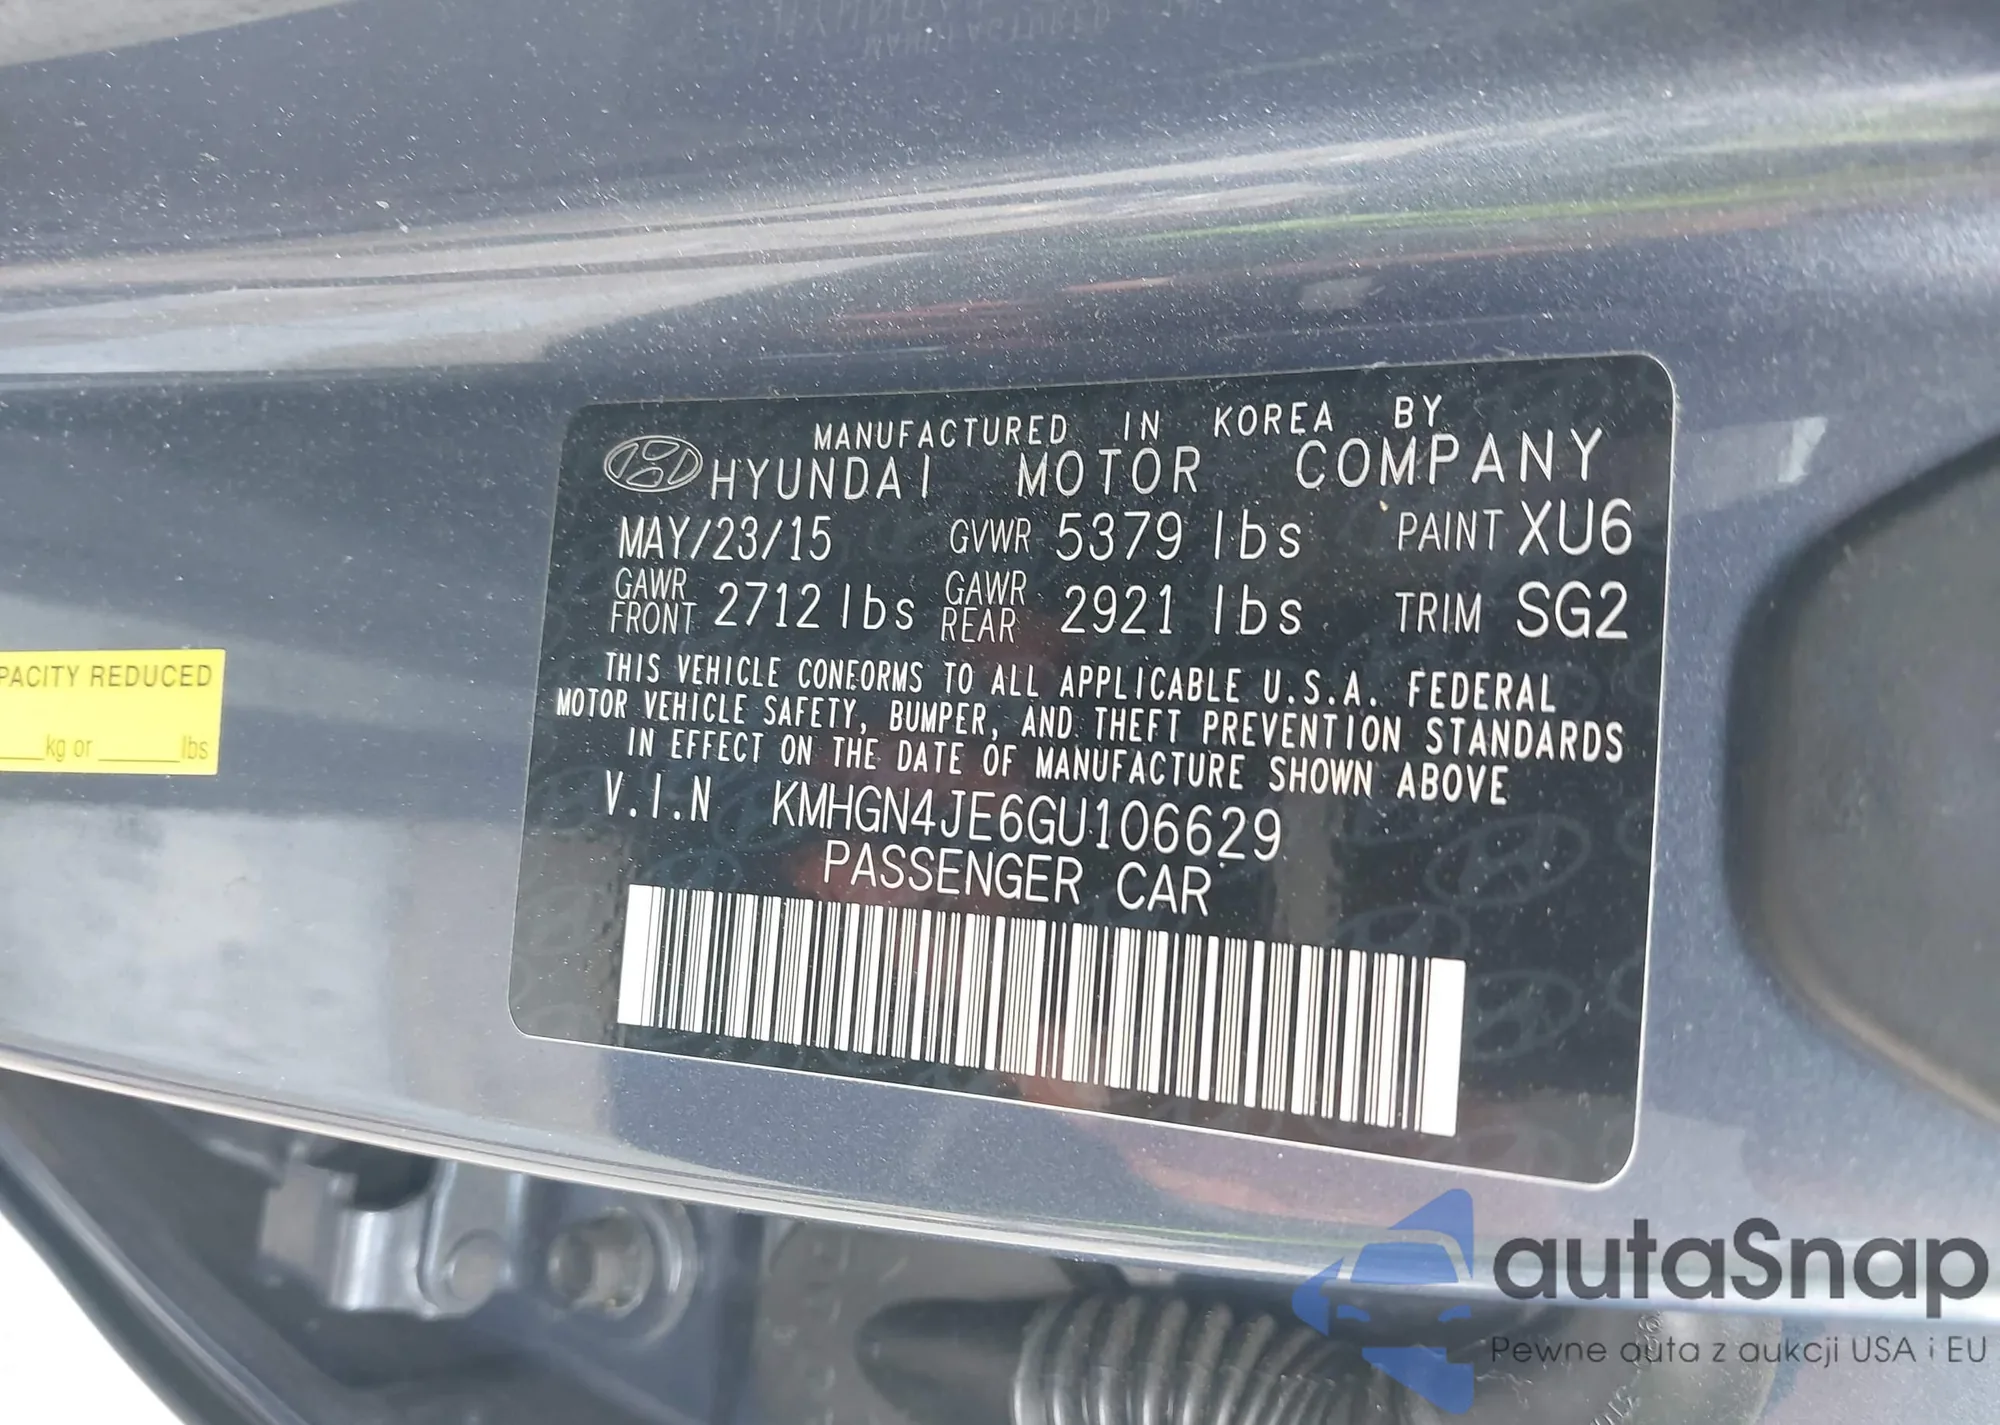 MANUFACTURED IN KOREA BY
HYUNDAI MOTOR COMPANY
MAY/23/15 GVWR 5379 lbs PAINT XU6
GAWR FRONT 2712 lbs GAWR REAR 2921 lbs TRIM SG2
THIS VEHICLE CONFORMS TO ALL APPLICABLE U.S.A. FEDERAL
MOTOR VEHICLE SAFETY, BUMPER, AND THEFT PREVENTION STANDARDS
IN EFFECT ON THE DATE OF MANUFACTURE SHOWN ABOVE
V.I.N KMHGN4JE6GU106629
PASSENGER CAR
PACITY REDUCED
____kg or ______lbs
autaSnap
Pewne auta z aukcji USA i EU